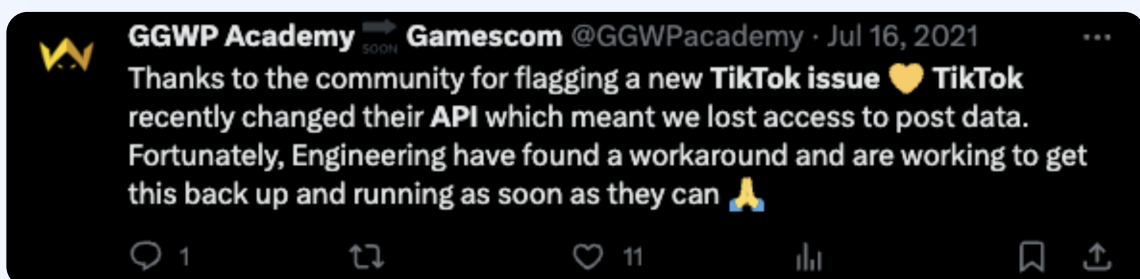 GGWP Academy 🔜 Gamescom @GGWPacademy · Jul 16, 2021
Thanks to the community for flagging a new TikTok issue 💛 TikTok
recently changed their API which meant we lost access to post data.
Fortunately, Engineering have found a workaround and are working to get
this back up and running as soon as they can 🙏
1 11